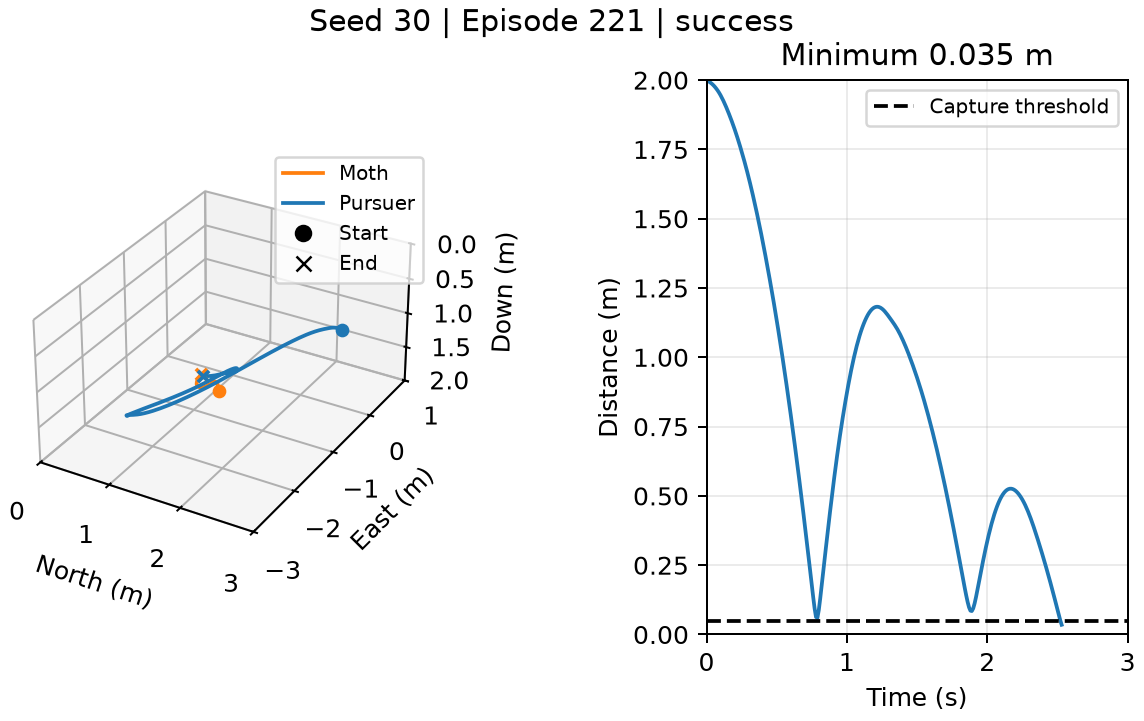 Seed 30 | Episode 221 | success
Moth
Pursuer
Start
End
0.0
0.5
1.0
1.5
2.0
Down (m)
1
0
−1
−2
−3
East (m)
0
1
2
3
North (m)
Minimum 0.035 m
Capture threshold
2.00
1.75
1.50
1.25
1.00
0.75
0.50
0.25
0.00
Distance (m)
0
1
2
3
Time (s)